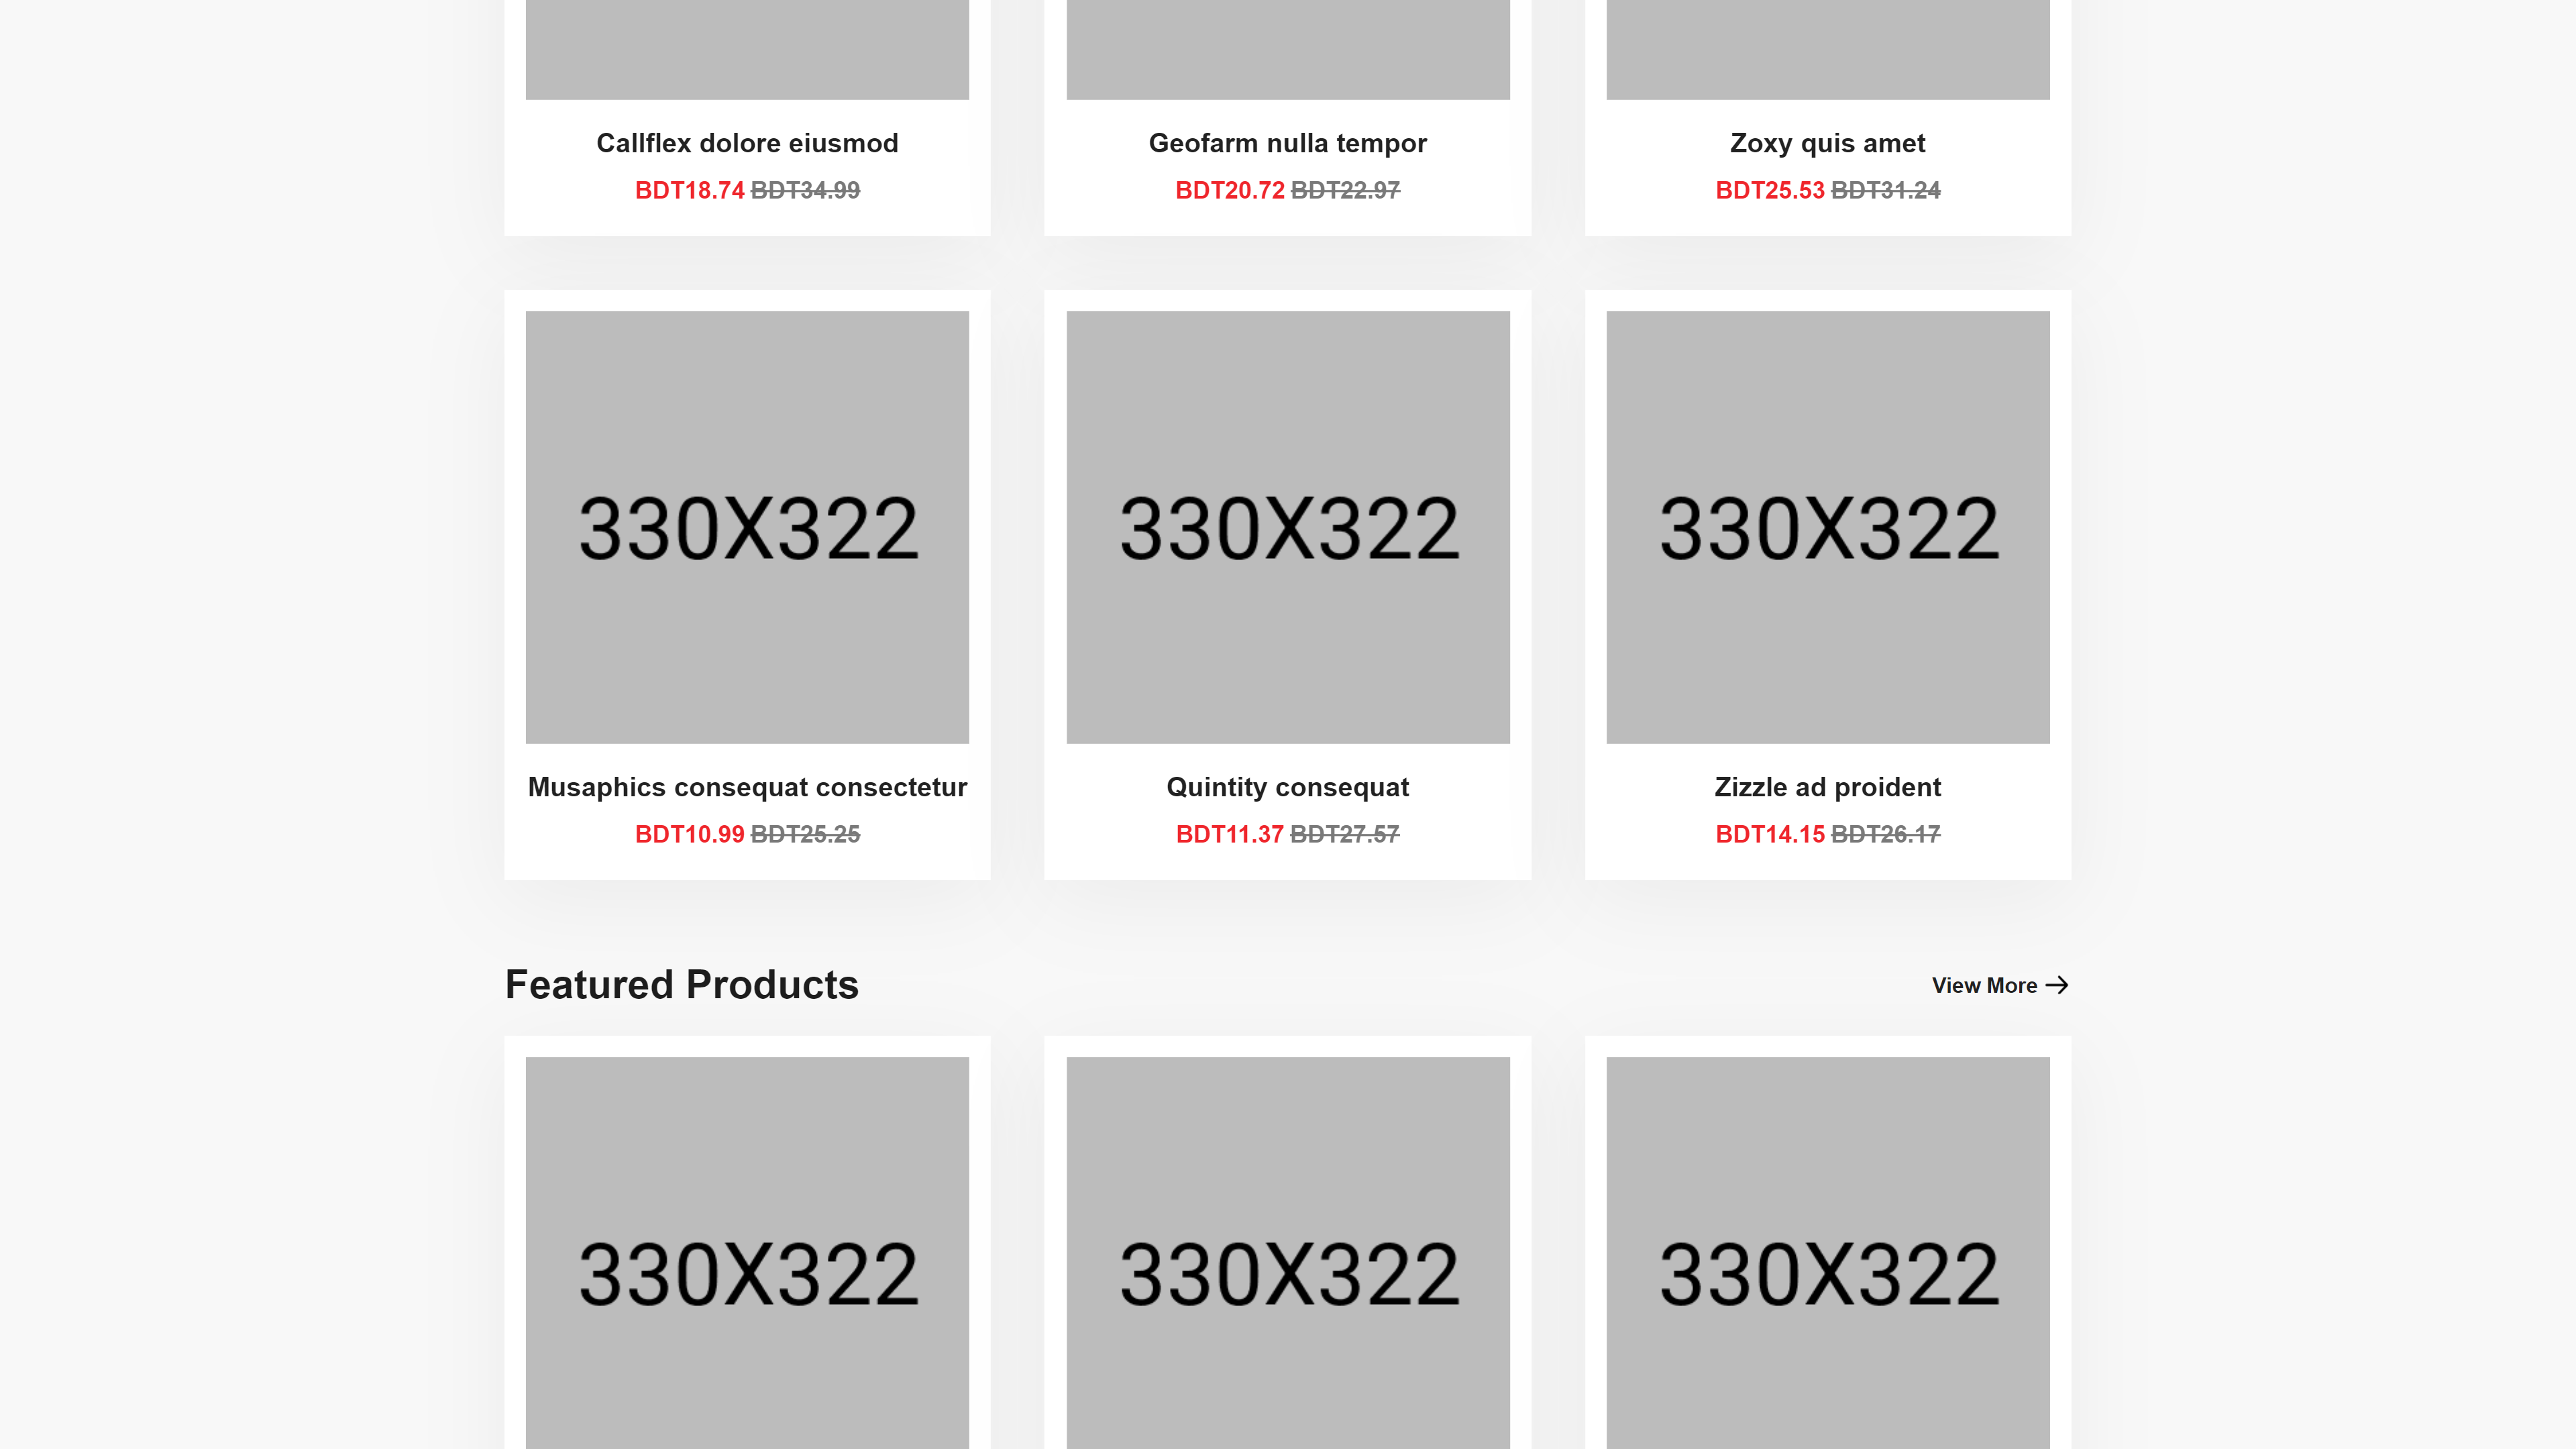 Callflex dolore eiusmod
Geofarm nulla tempor
Zoxy quis amet
BDT18.74 BDT34.99
BDT20.72 BDT22.97
BDT25.53 BDT31.24
330X322
330X322
330X322
Musaphics consequat consectetur
Quintity consequat
Zizzle ad proident
BDT10.99 BDT25.25
BDT11.37 BDT27.57
BDT14.15 BDT26.17
Featured Products
View More
330X322
330X322
330X322